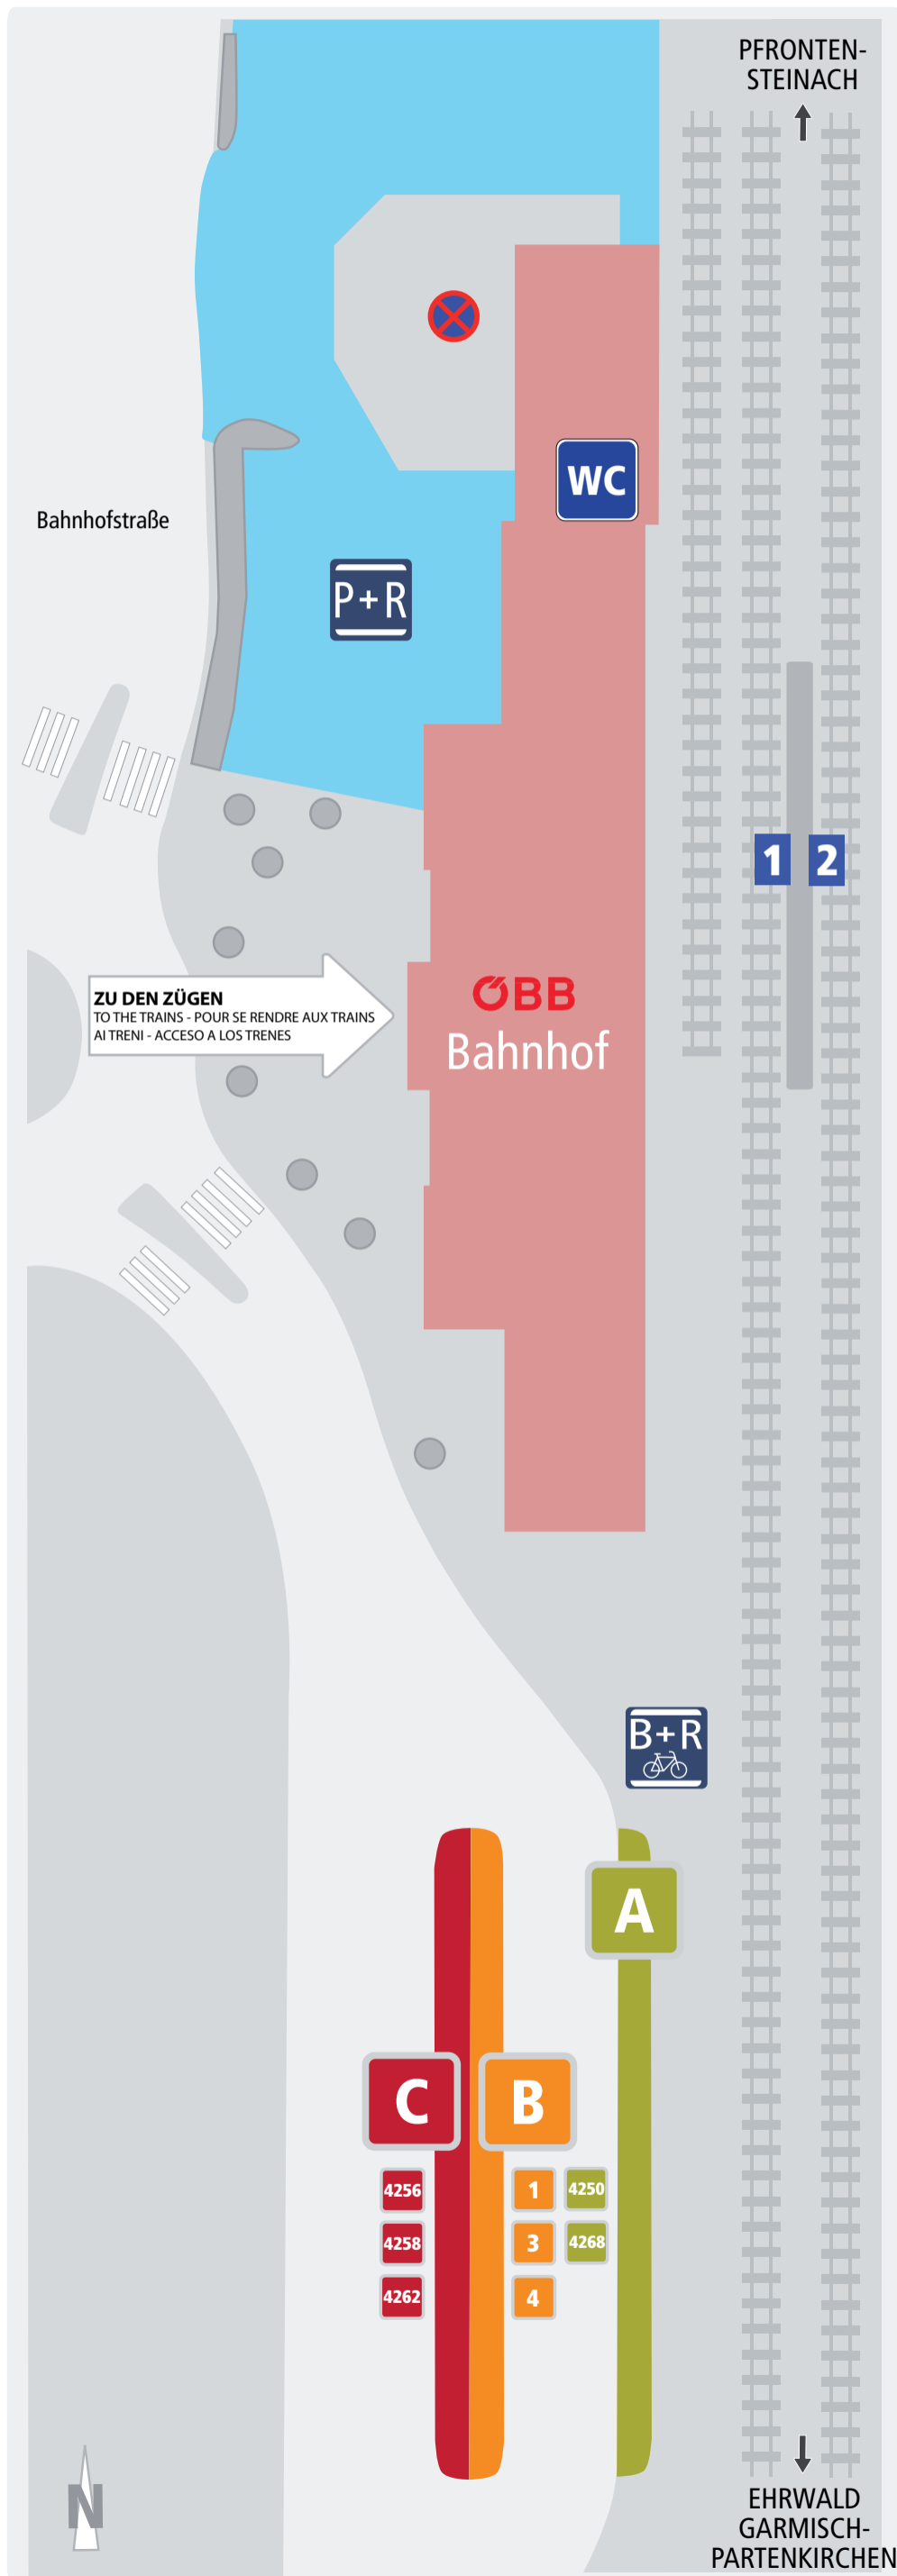 PFRONTEN-
STEINACH
WC
Bahnhofstraße
P+R
1 2
ZU DEN ZÜGEN
TO THE TRAINS - POUR SE RENDRE AUX TRAINS
AI TRENI - ACCESO A LOS TRENES
ÖBB
Bahnhof
B+R
A
C B
4256 1 4250
4258 3 4268
4262 4
N
EHRWALD
GARMISCH-
PARTENKIRCHEN